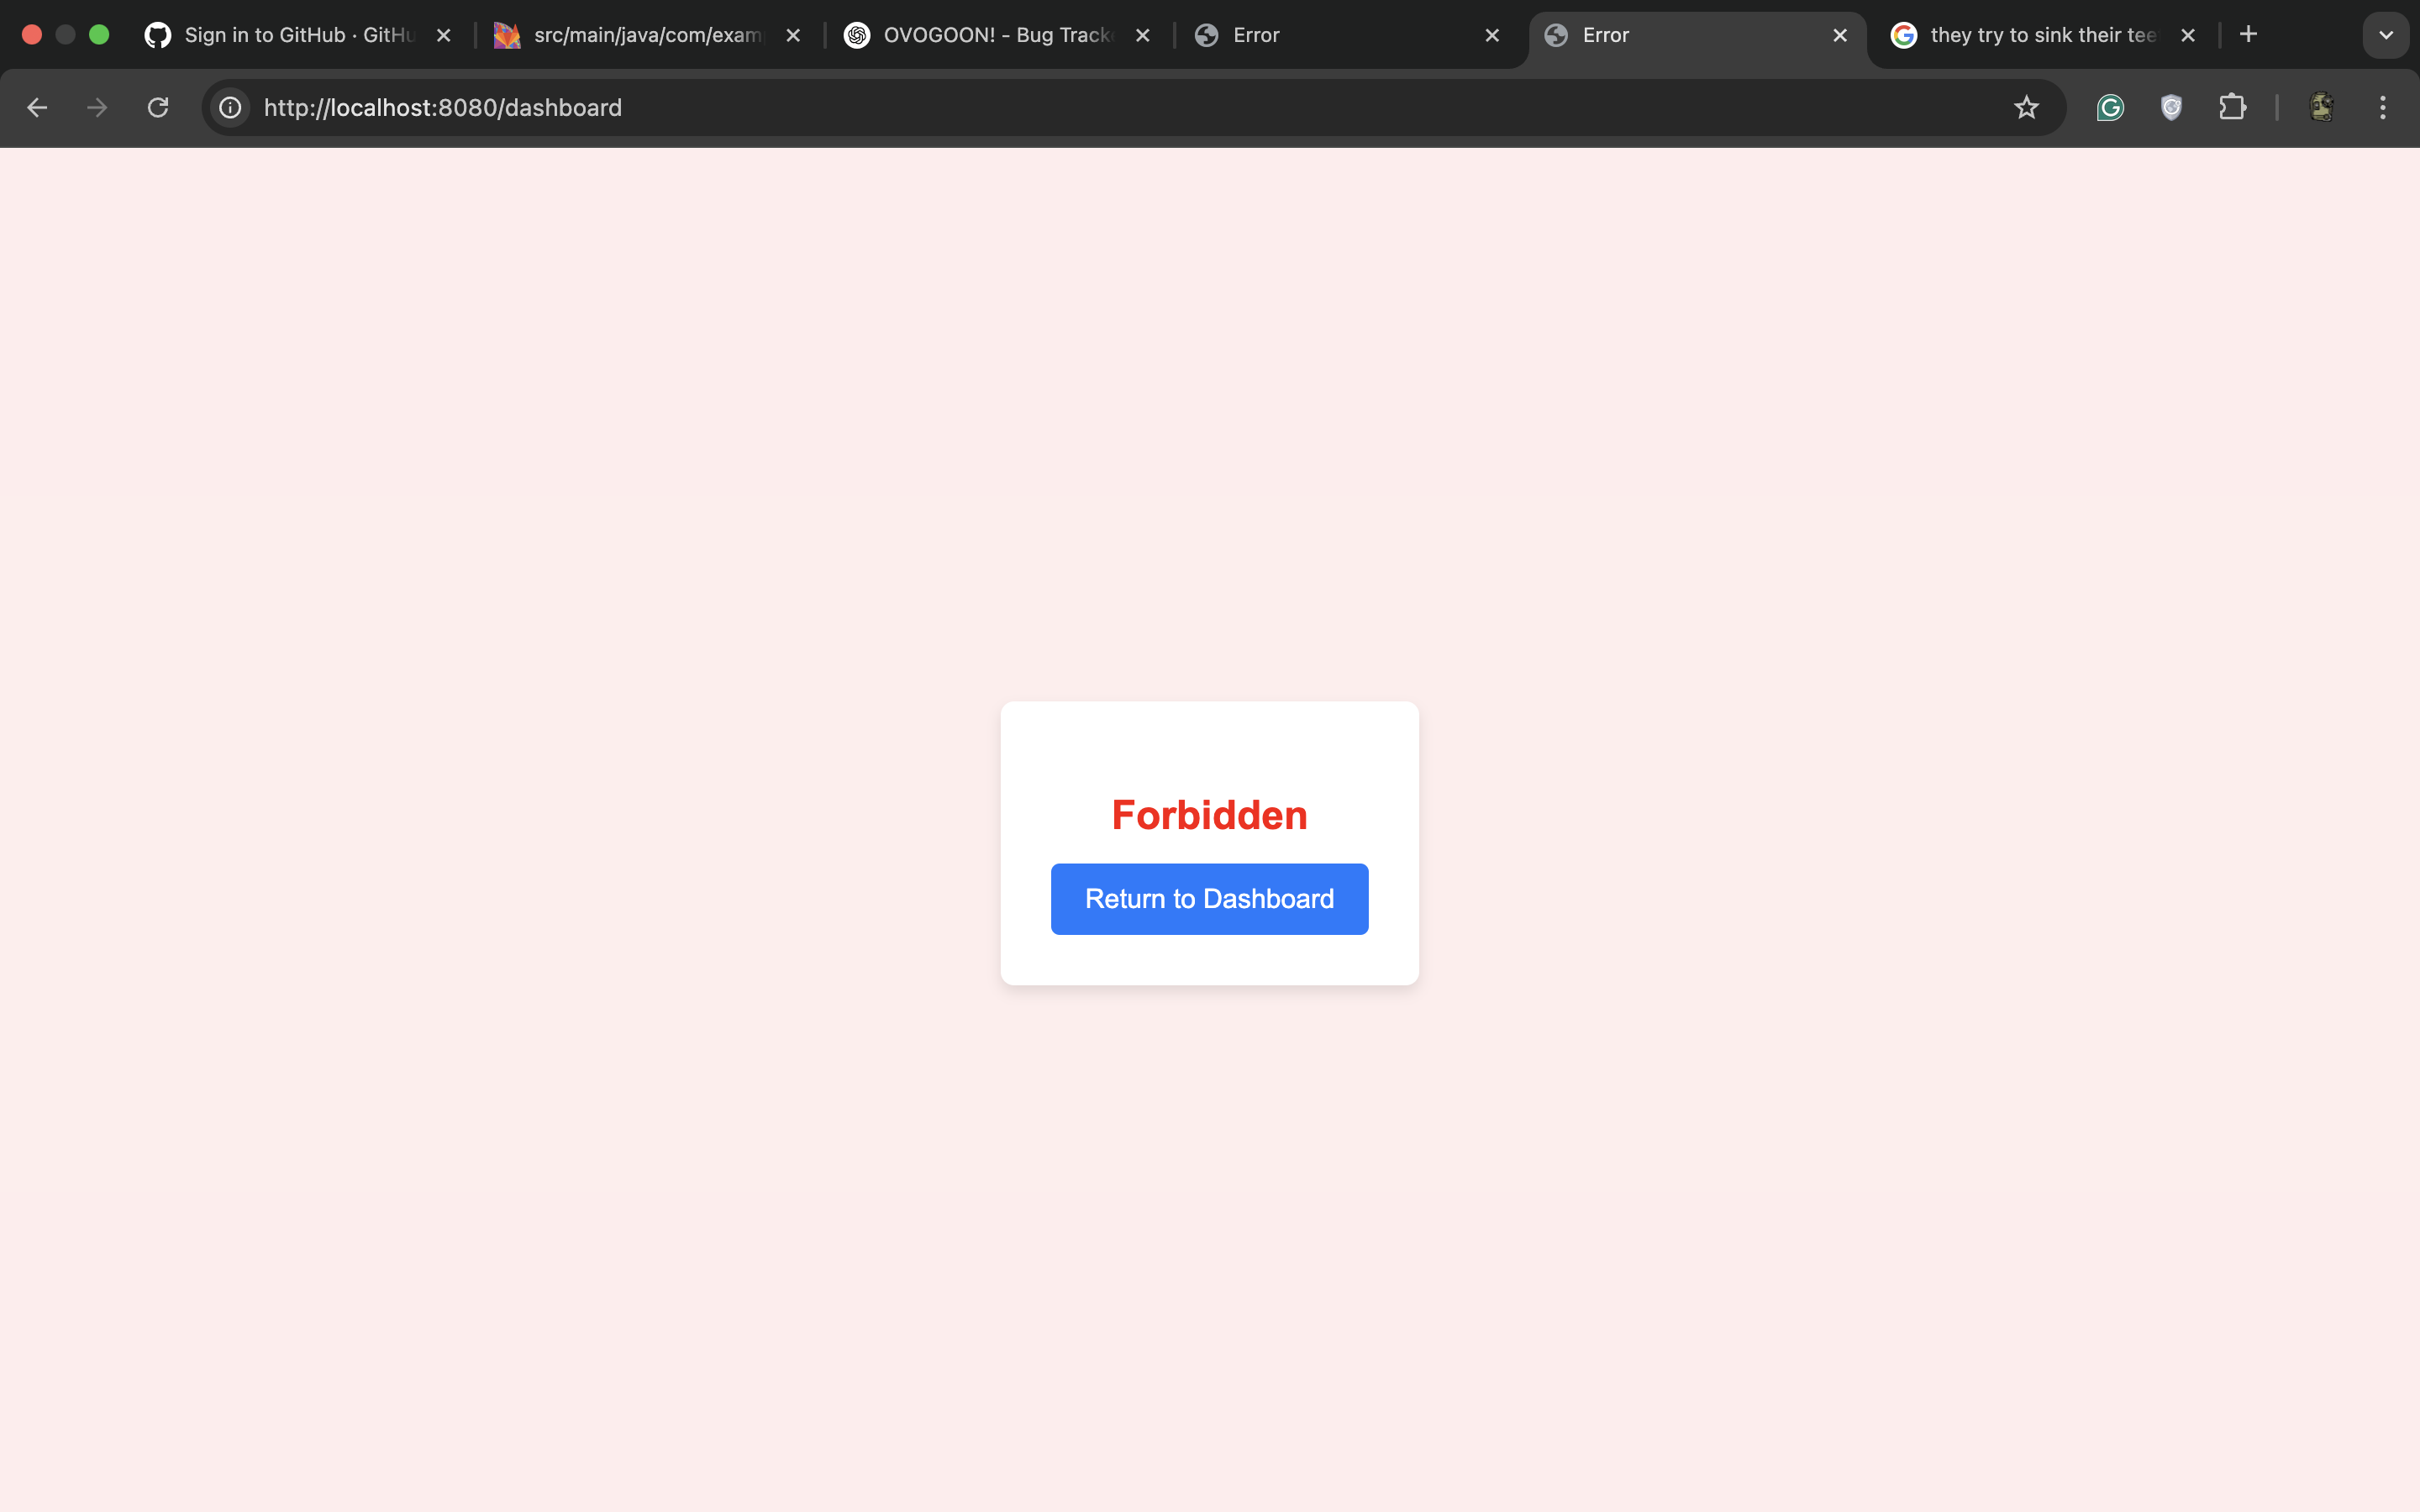 Sign in to GitHub · GitHu
src/main/java/com/exam
OVOGOON! - Bug Track
Error
Error
they try to sink their tee
http://localhost:8080/dashboard
Forbidden
Return to Dashboard